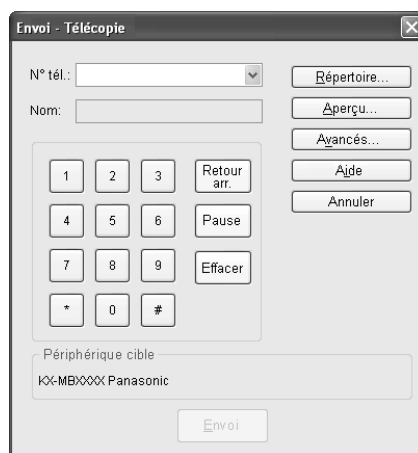 Envoi - Télécopie
N° tél.:
Répertoire...
Nom:
Aperçu...
Avancés...
Aide
Annuler
1 2 3 Retour arr.
4 5 6 Pause
7 8 9 Effacer
* 0 #
Périphérique cible
KX-MBXXXX Panasonic
Envoi